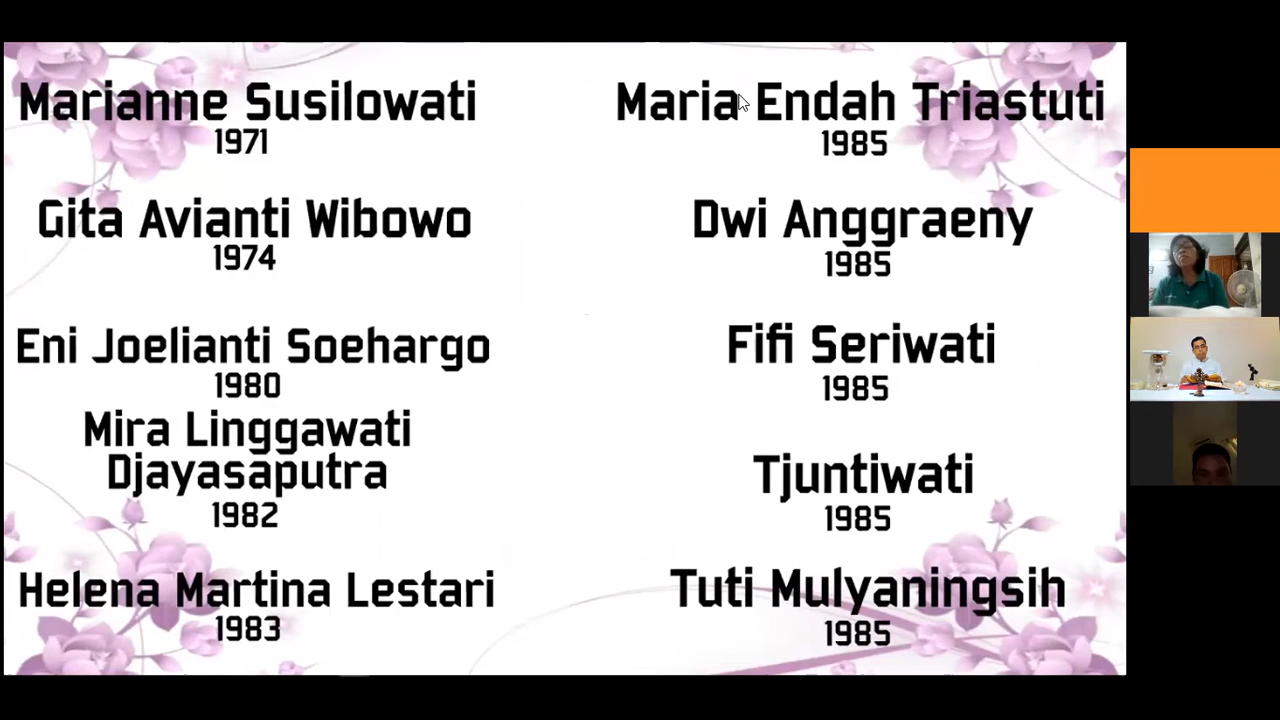 Marianne Susilowati
1971
Gita Avianti Wibowo
1974
Eni Joelianti Soehargo
1980
Mira Linggawati
Djayasaputra
1982
Helena Martina Lestari
1983
Maria Endah Triastuti
1985
Dwi Anggraeny
1985
Fifi Seriwati
1985
Tjuntiwati
1985
Tuti Mulyaningsih
1985